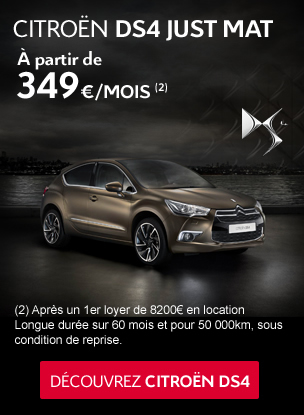 CITROËN DS4 JUST MAT
À partir de
349 €/MOIS (2)
(2) Après un 1er loyer de 8200€ en location
Longue durée sur 60 mois et pour 50 000km, sous
condition de reprise.
DÉCOUVREZ CITROËN DS4